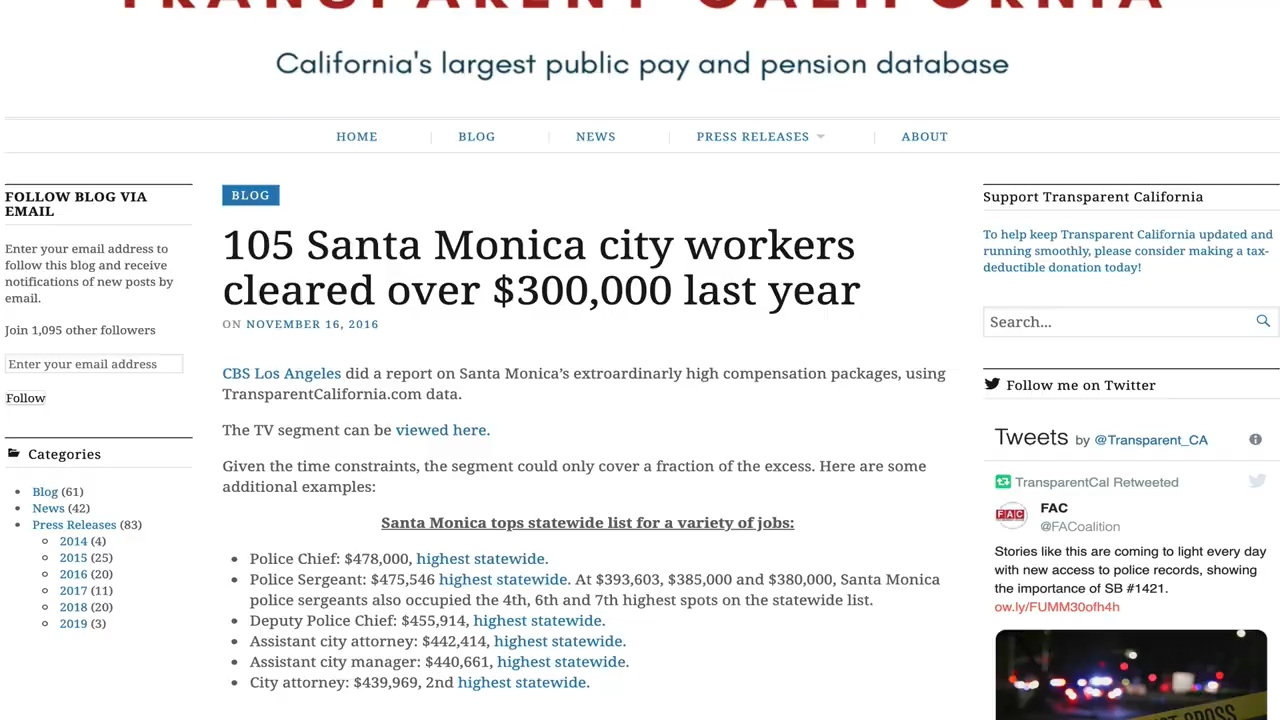 TRANSPARENT CALIFORNIA
California's largest public pay and pension database
HOME
BLOG
NEWS
PRESS RELEASES
ABOUT
FOLLOW BLOG VIA
EMAIL
Enter your email address to
follow this blog and receive
notifications of new posts by
email.
Join 1,095 other followers
Enter your email address
Follow
Categories
Blog (61)
News (42)
Press Releases (83)
2014 (4)
2015 (25)
2016 (20)
2017 (11)
2018 (20)
2019 (3)
BLOG
105 Santa Monica city workers
cleared over $300,000 last year
ON NOVEMBER 16, 2016
CBS Los Angeles did a report on Santa Monica’s extroardinarly high compensation packages, using
TransparentCalifornia.com data.
The TV segment can be viewed here.
Given the time constraints, the segment could only cover a fraction of the excess. Here are some
additional examples:
Santa Monica tops statewide list for a variety of jobs:
Police Chief: $478,000, highest statewide.
Police Sergeant: $475,546 highest statewide. At $393,603, $385,000 and $380,000, Santa Monica
police sergeants also occupied the 4th, 6th and 7th highest spots on the statewide list.
Deputy Police Chief: $455,914, highest statewide.
Assistant city attorney: $442,414, highest statewide.
Assistant city manager: $440,661, highest statewide.
City attorney: $439,969, 2nd highest statewide.
Support Transparent California
To help keep Transparent California updated and
running smoothly, please consider making a tax-
deductible donation today!
Search...
Follow me on Twitter
Tweets by @Transparent_CA
TransparentCal Retweeted
FAC
FAC
@FACoalition
Stories like this are coming to light every day
with new access to police records, showing
the importance of SB #1421.
ow.ly/FUMM30ofh4h
CROSS